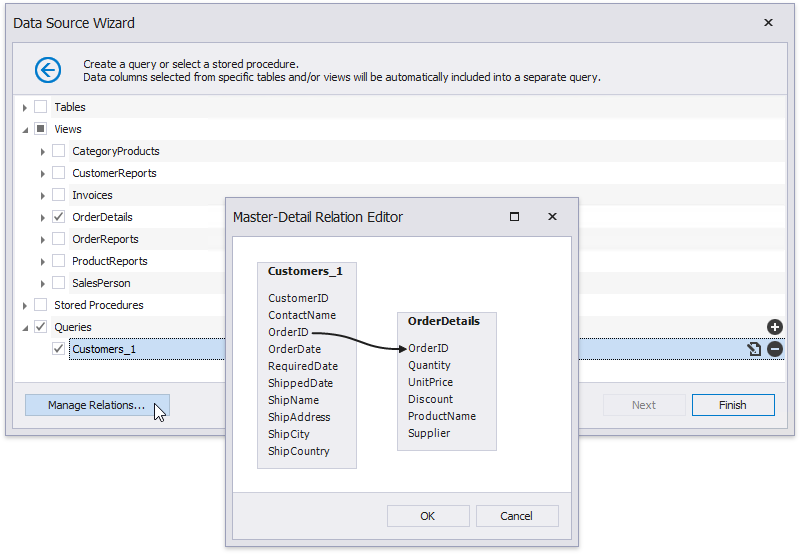 Data Source Wizard
Create a query or select a stored procedure.
Data columns selected from specific tables and/or views will be automatically included into a separate query.
Tables
Views
CategoryProducts
CustomerReports
Invoices
OrderDetails
OrderReports
ProductReports
SalesPerson
Stored Procedures
Queries
Customers_1
Manage Relations...
Next
Finish
Master-Detail Relation Editor
Customers_1
CustomerID
ContactName
OrderID
OrderDate
RequiredDate
ShippedDate
ShipName
ShipAddress
ShipCity
ShipCountry
OrderDetails
OrderID
Quantity
UnitPrice
Discount
ProductName
Supplier
OK
Cancel